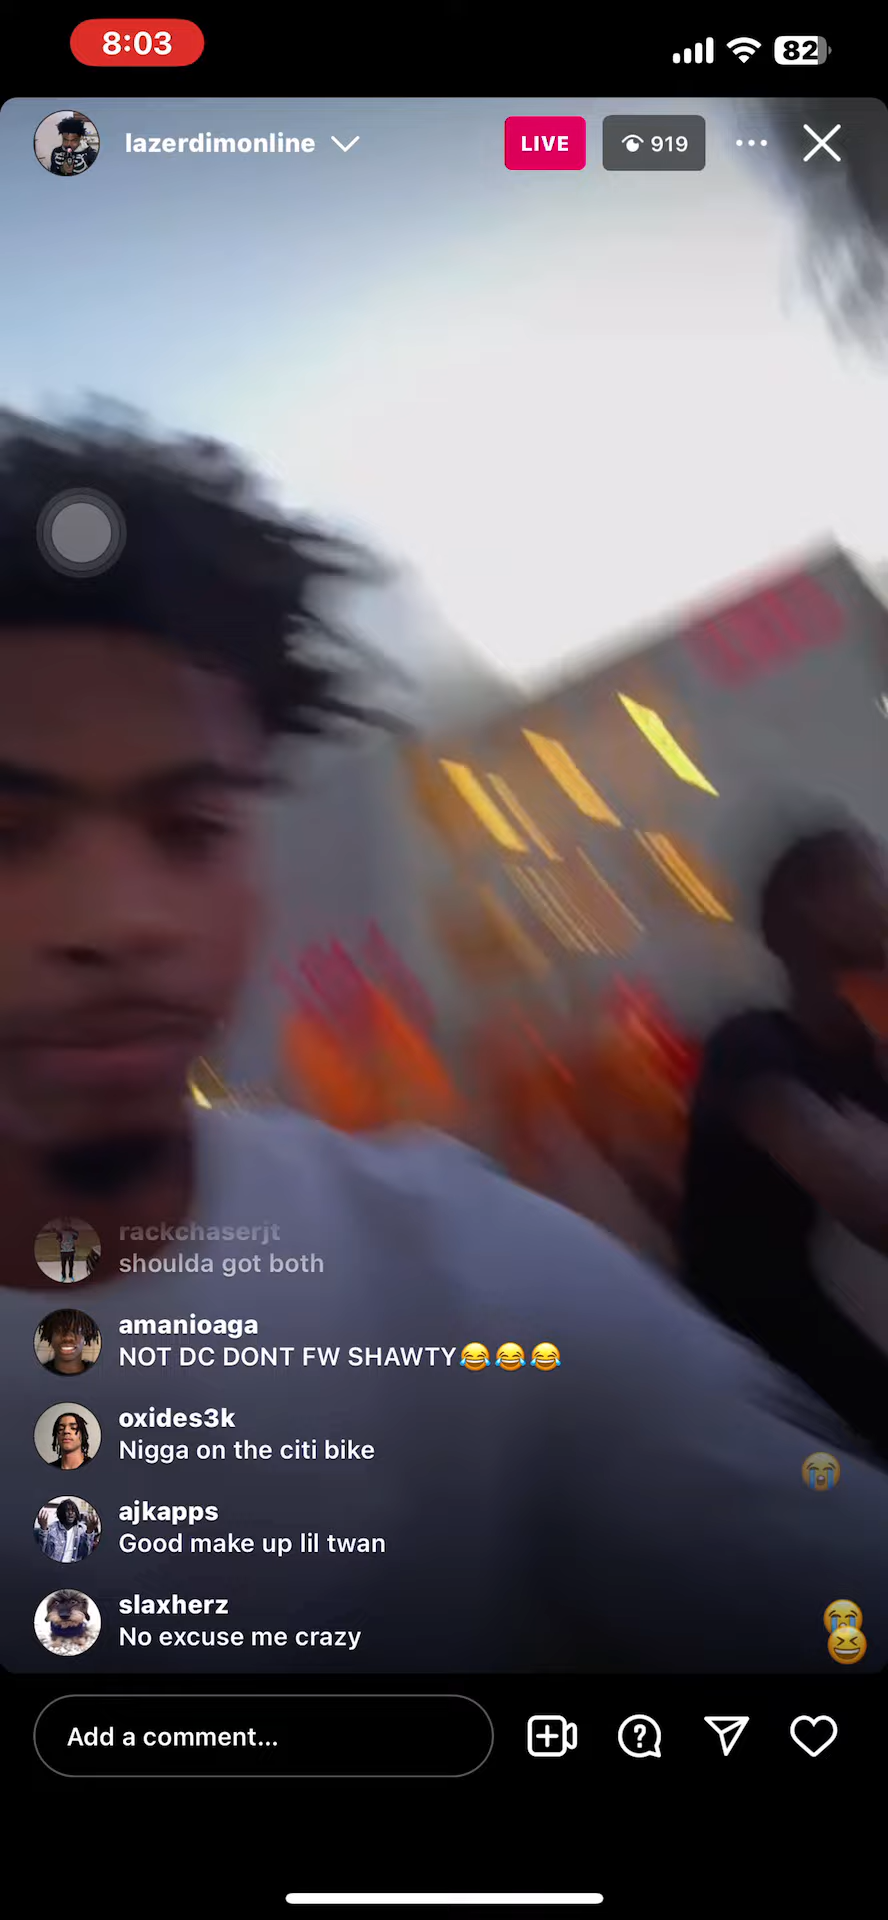 8:03
82
lazerdimonline
LIVE
919
rackchaserjt
shoulda got both
amanioaga
NOT DC DONT FW SHAWTY😂😂😂
oxides3k
Nigga on the citi bike
ajkapps
Good make up lil twan
slaxherz
No excuse me crazy
Add a comment...